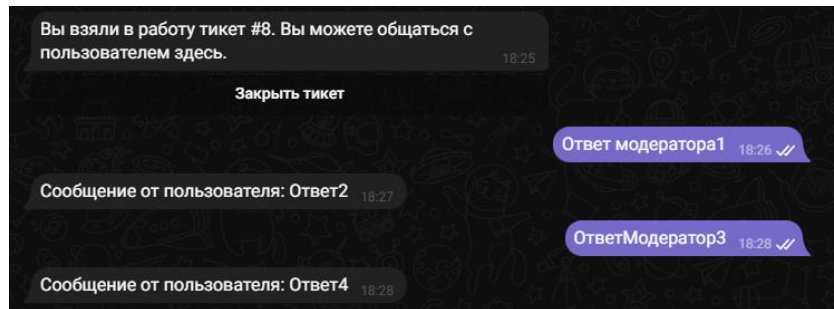 Вы взяли в работу тикет #8. Вы можете общаться с
пользователем здесь.
18:25
Закрыть тикет
Ответ модератора1 18:26
Сообщение от пользователя: Ответ2 18:27
ОтветМодератор3 18:28
Сообщение от пользователя: Ответ4 18:28